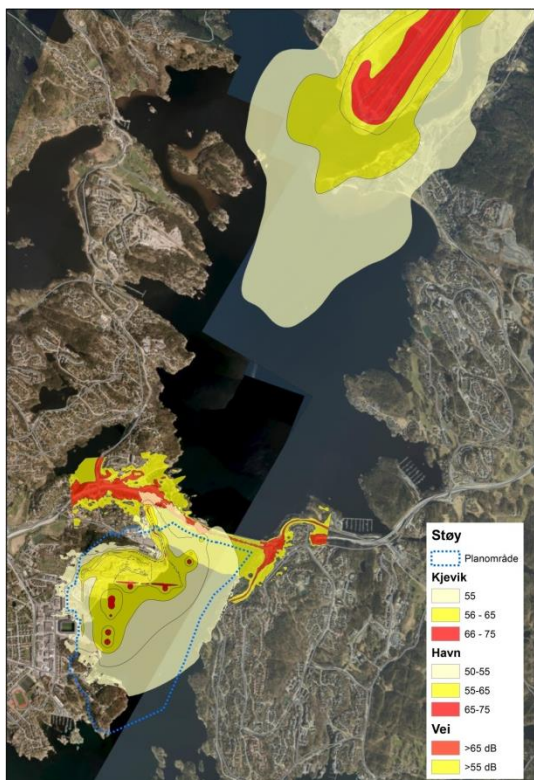 Støy
Planområde
Kjevik
55
56 - 65
66 - 75
Havn
50-55
55-65
65-75
Vei
>65 dB
>55 dB